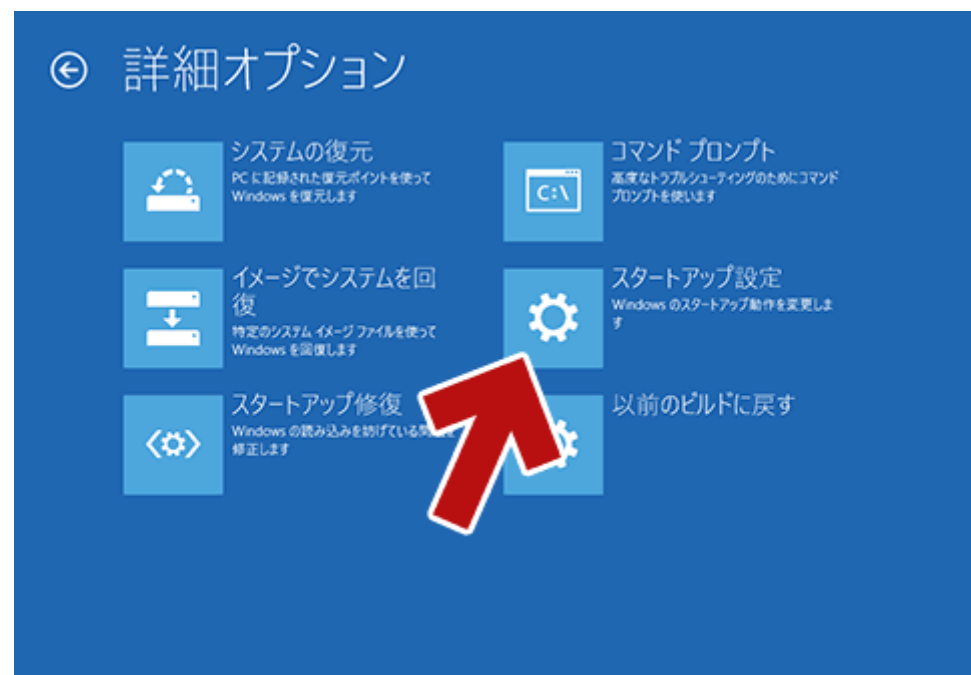 詳細オプション
システムの復元
PC に記録された復元ポイントを使って
Windows を復元します
コマンド プロンプト
高度なトラブルシューティングのためにコマンド
プロンプトを使います
C:\
イメージでシステムを回
復
特定のシステム イメージ ファイルを使って
Windows を回復します
スタートアップ設定
Windows のスタートアップ動作を変更しま
す
スタートアップ修復
Windows の読み込みを妨げている
修正します
以前のビルドに戻す